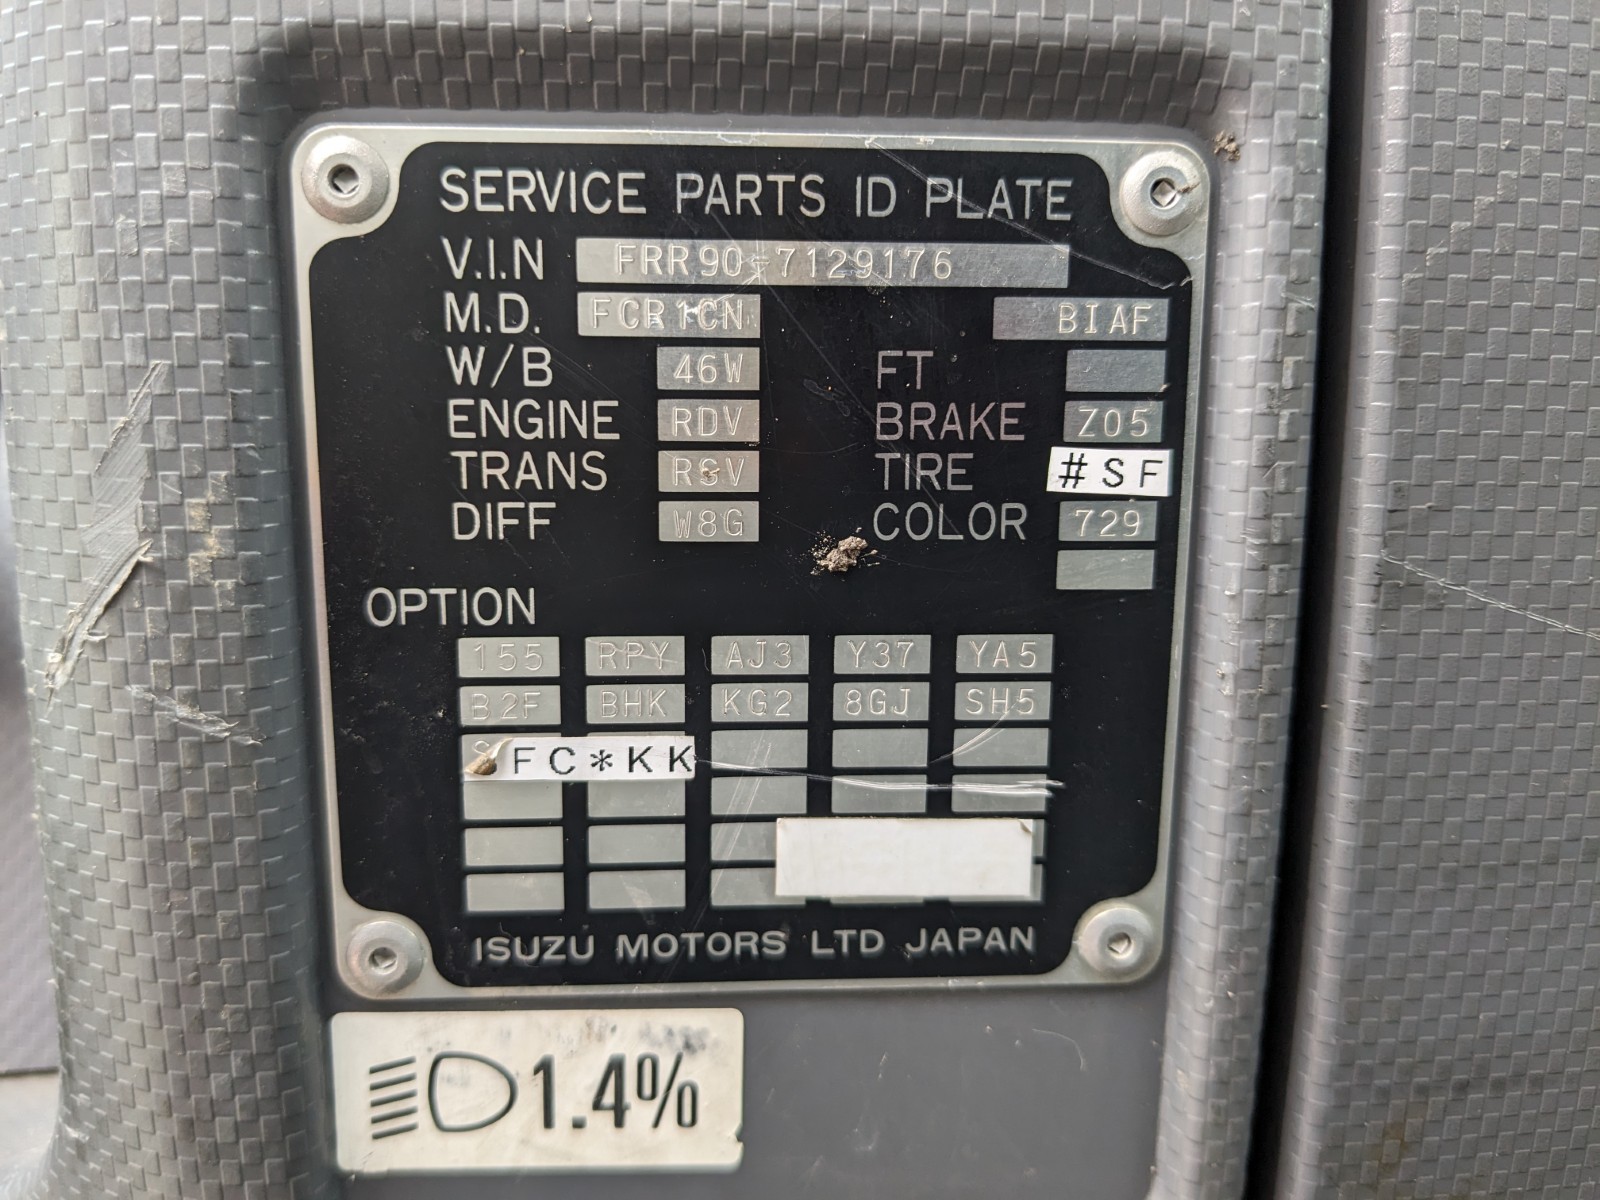 SERVICE PARTS ID PLATE
V.I.N FRR90-7129176
M.D. FCR1CN BIAF
W/B 46W FT
ENGINE RDV BRAKE Z05
TRANS R&V TIRE #SF
DIFF W8G COLOR 729
OPTION
155 RPY AJ3 Y37 YA5
B2F BHK KG2 8GJ SH5
FC*KK
ISUZU MOTORS LTD JAPAN
1.4%